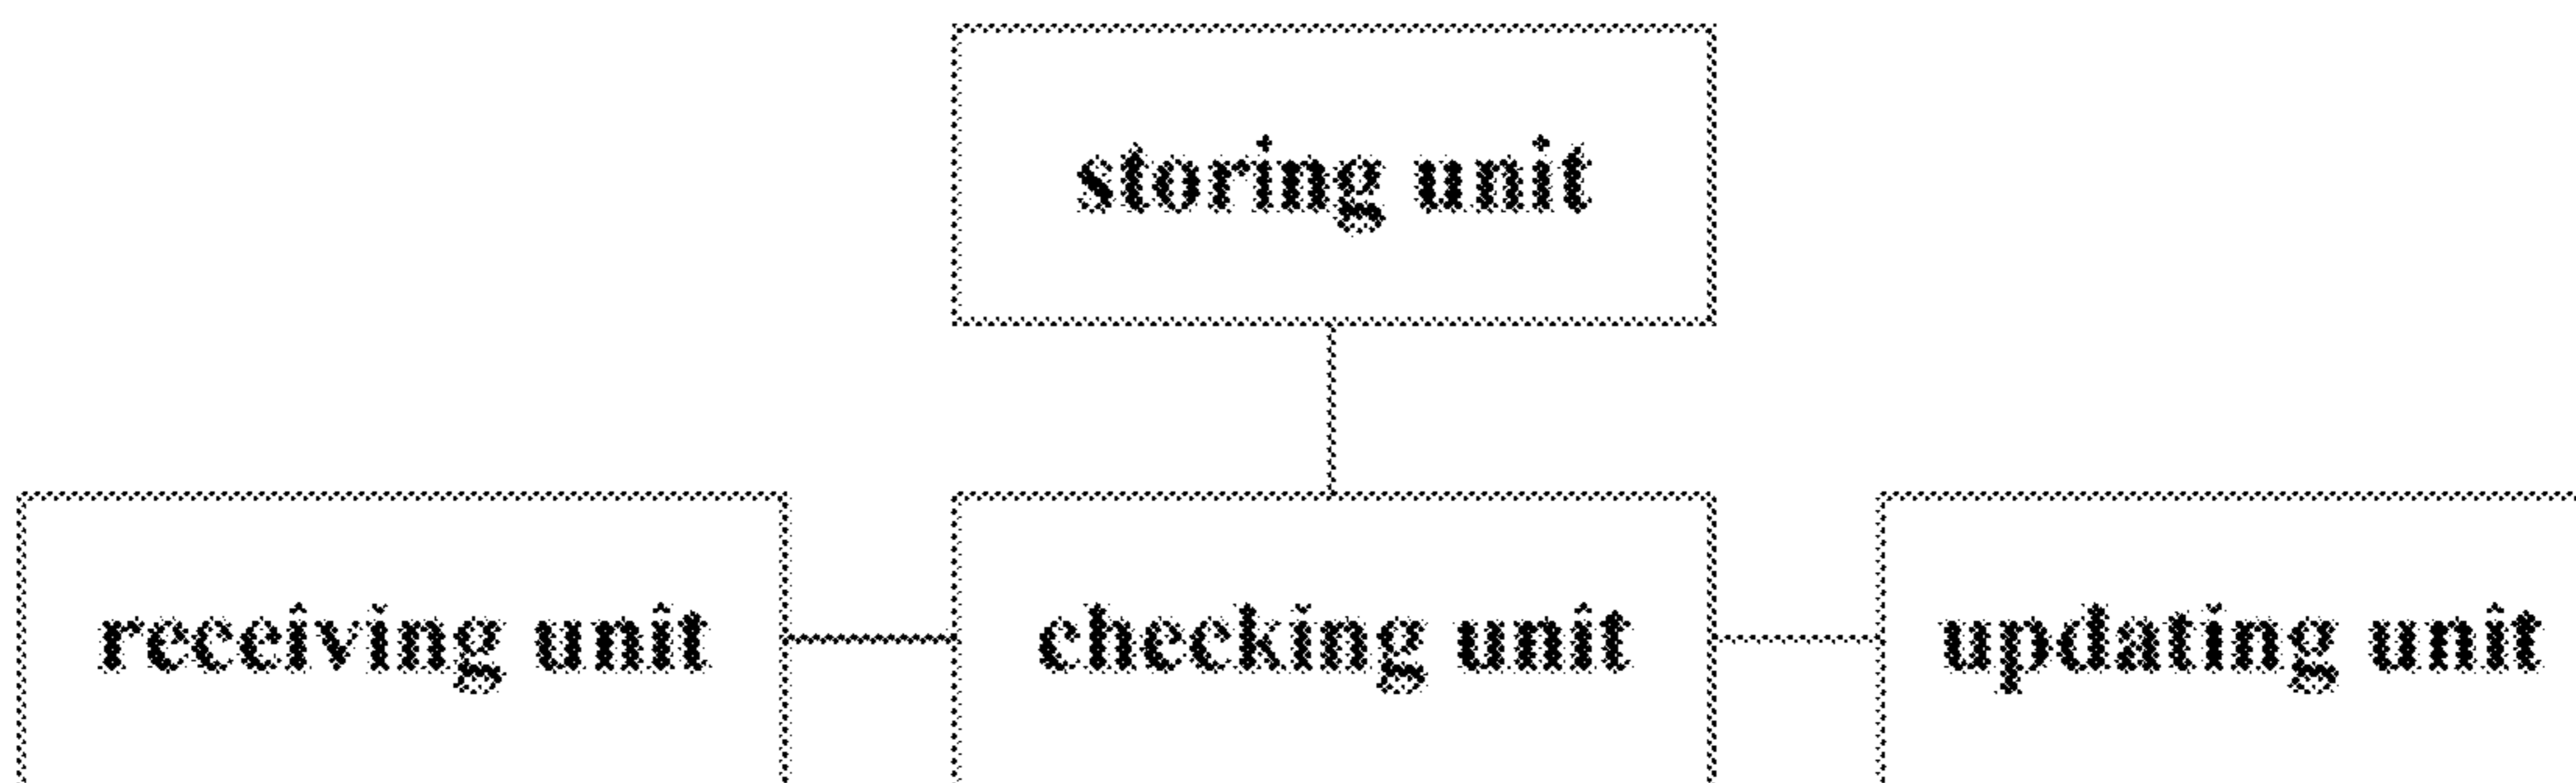 storing unit
receiving unit
checking unit
updating unit